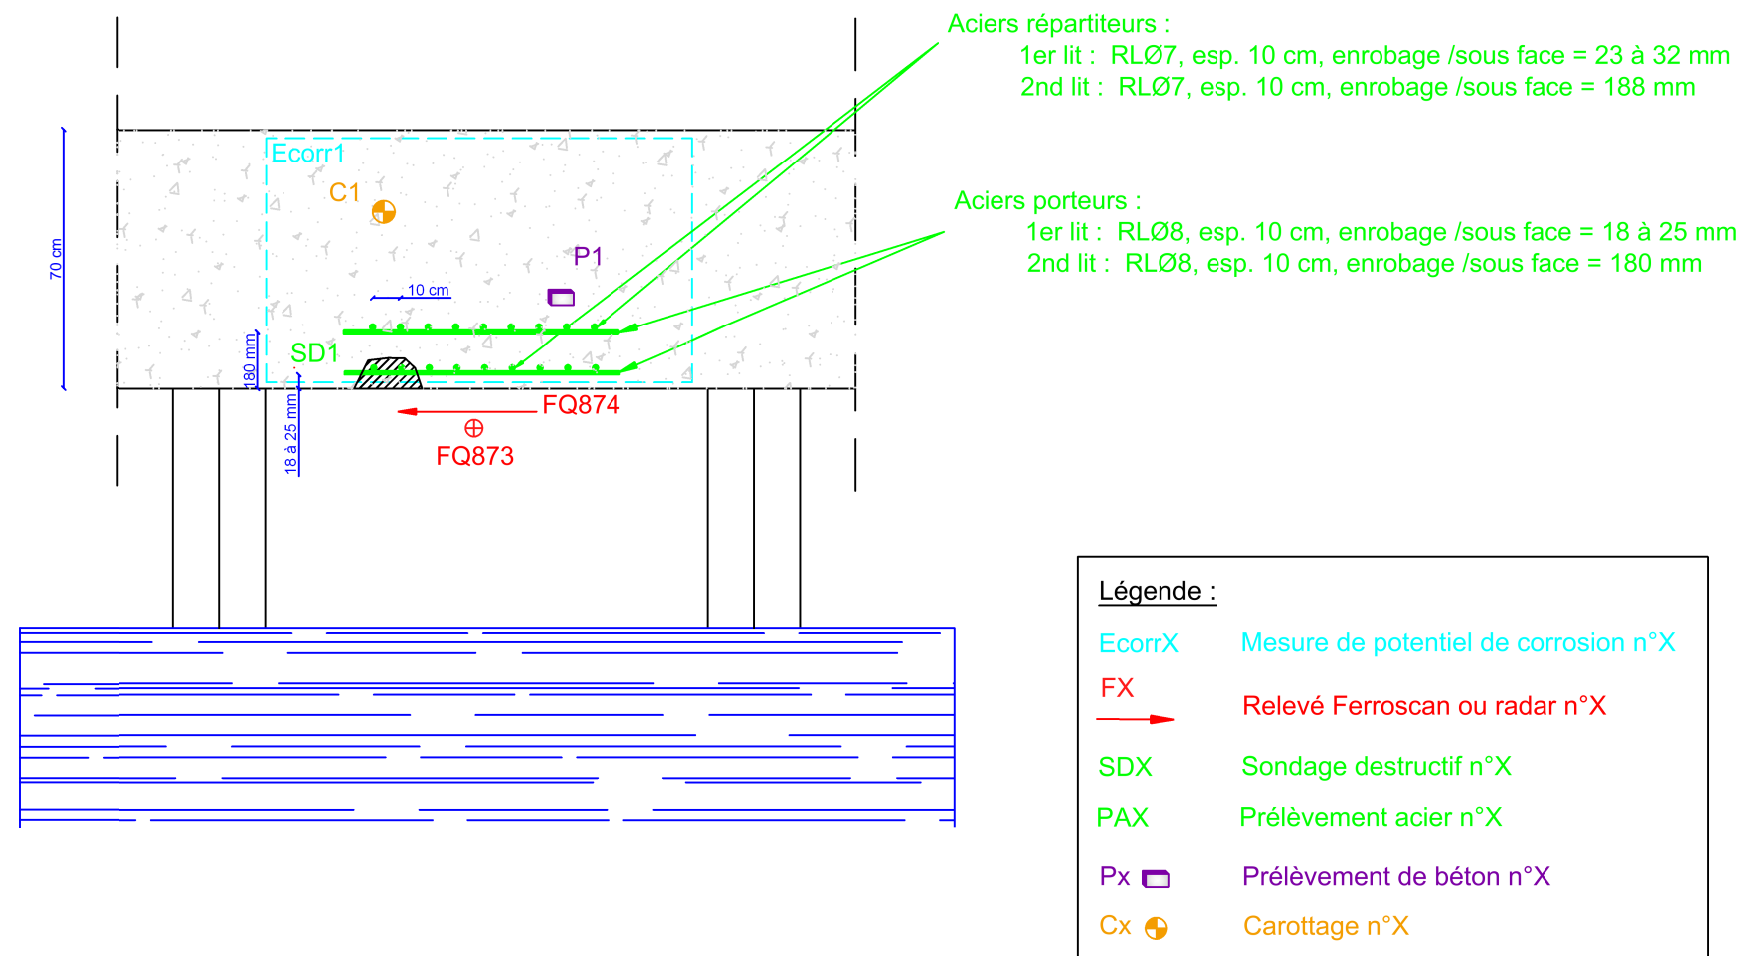 Aciers répartiteurs :
1er lit : RLØ7, esp. 10 cm, enrobage /sous face = 23 à 32 mm
2nd lit : RLØ7, esp. 10 cm, enrobage /sous face = 188 mm
Ecorr1
C1
Aciers porteurs :
1er lit : RLØ8, esp. 10 cm, enrobage /sous face = 18 à 25 mm
2nd lit : RLØ8, esp. 10 cm, enrobage /sous face = 180 mm
70 cm
P1
10 cm
SD1
180 mm
FQ874
18 à 25 mm
FQ873
Légende :
EcorrX Mesure de potentiel de corrosion n°X
FX Relevé Ferroscan ou radar n°X
SDX Sondage destructif n°X
PAX Prélèvement acier n°X
Px Prélèvement de béton n°X
Cx Carottage n°X